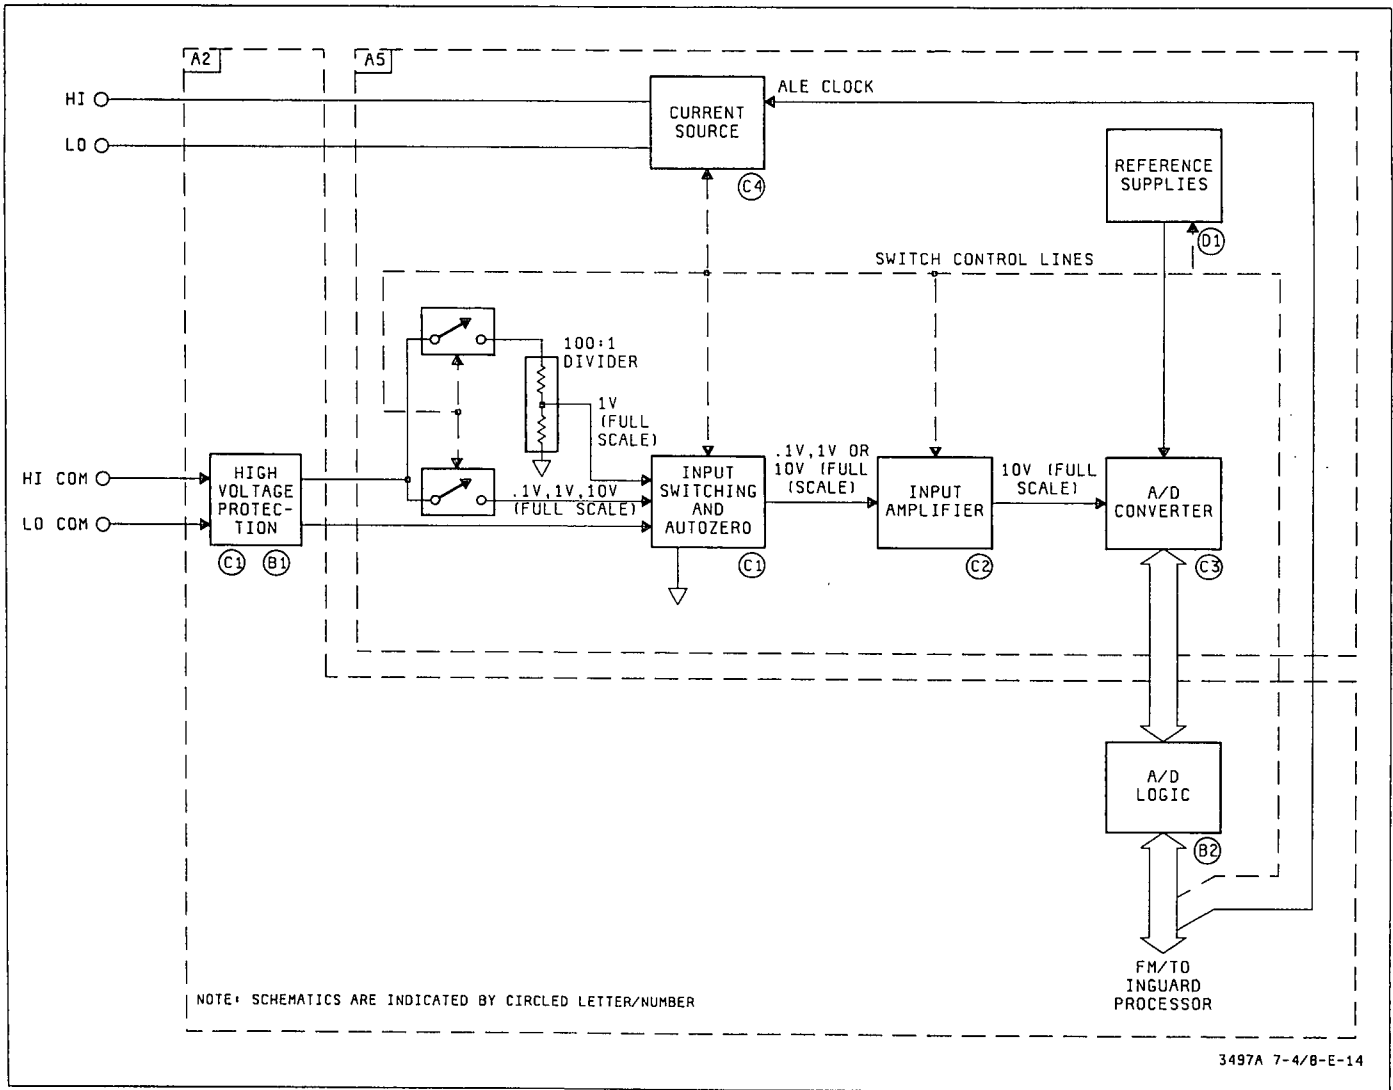 A2
A5
HI
LO
CURRENT
SOURCE
ALE CLOCK
C4
REFERENCE
SUPPLIES
D1
SWITCH CONTROL LINES
100:1
DIVIDER
1V
(FULL
SCALE)
HI COM
LO COM
HIGH
VOLTAGE
PROTEC-
TION
C1
B1
.1V,1V,10V
(FULL SCALE)
INPUT
SWITCHING
AND
AUTOZERO
C1
.1V,1V OR
10V (FULL
(SCALE)
INPUT
AMPLIFIER
C2
10V (FULL
SCALE)
A/D
CONVERTER
C3
A/D
LOGIC
B2
FM/TO
INGUARD
PROCESSOR
NOTE: SCHEMATICS ARE INDICATED BY CIRCLED LETTER/NUMBER
3497A 7-4/8-E-14